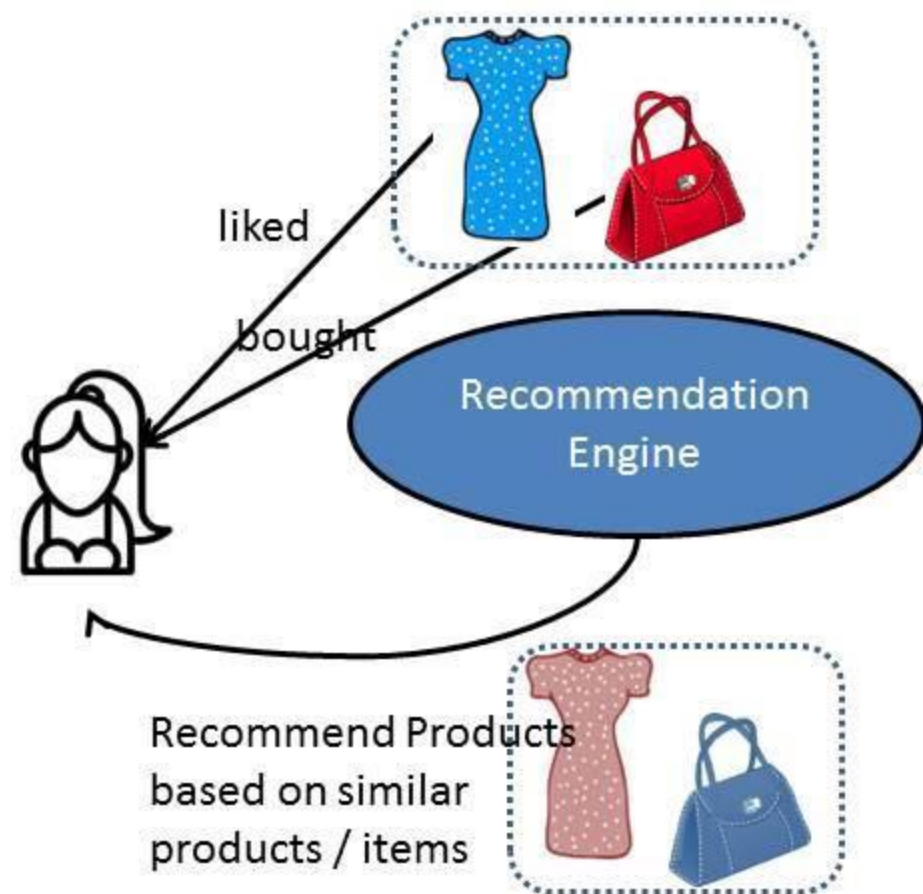 liked
bought
Recommendation
Engine
Recommend Products
based on similar
products / items